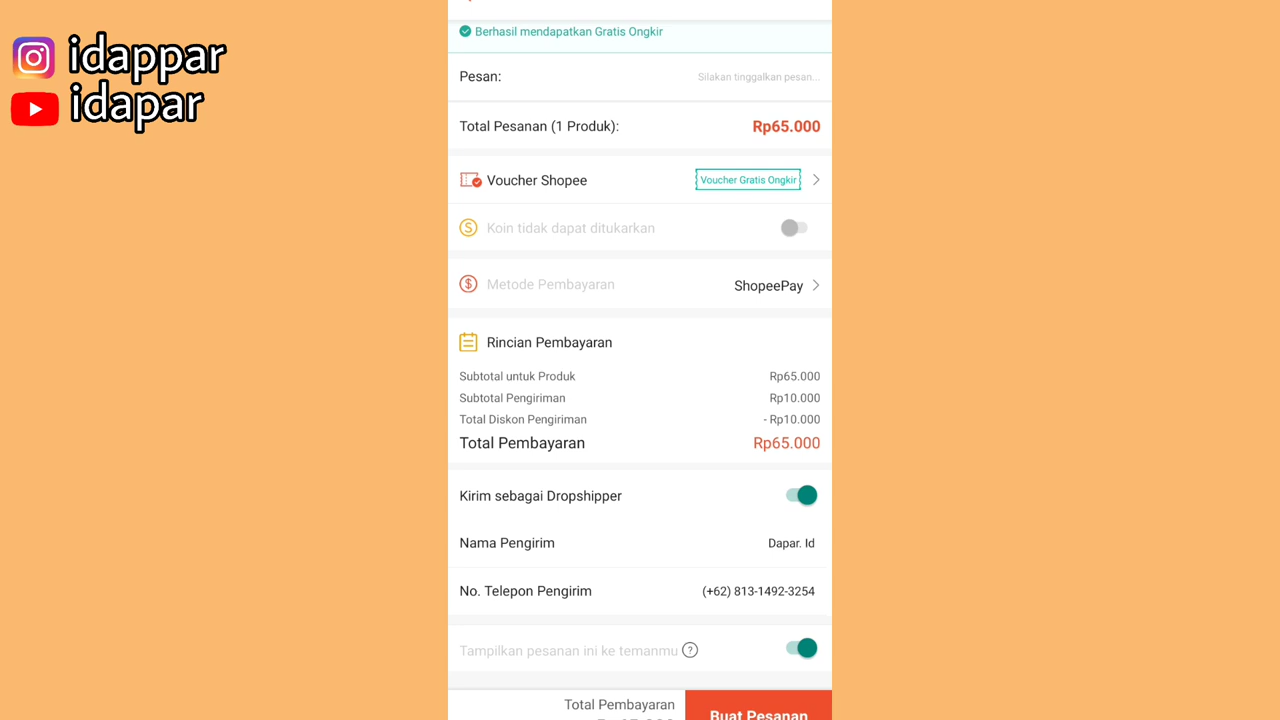 idappar
idapar
Berhasil mendapatkan Gratis Ongkir
Pesan: Silakan tinggalkan pesan...
Total Pesanan (1 Produk): Rp65.000
Voucher Shopee Voucher Gratis Ongkir
Koin tidak dapat ditukarkan
Metode Pembayaran ShopeePay
Rincian Pembayaran
Subtotal untuk Produk Rp65.000
Subtotal Pengiriman Rp10.000
Total Diskon Pengiriman - Rp10.000
Total Pembayaran Rp65.000
Kirim sebagai Dropshipper
Nama Pengirim Dapar. Id
No. Telepon Pengirim (+62) 813-1492-3254
Tampilkan pesanan ini ke temanmu ?
Total Pembayaran
Buat Pesanan